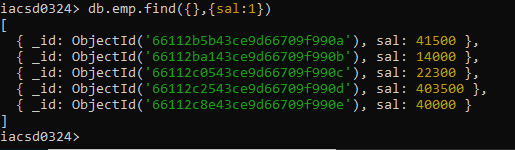 iacsd0324> db.emp.find({},{sal:1})
[
  { _id: ObjectId('66112b5b43ce9d66709f990a'), sal: 41500 },
  { _id: ObjectId('66112ba143ce9d66709f990b'), sal: 14000 },
  { _id: ObjectId('66112c0543ce9d66709f990c'), sal: 22300 },
  { _id: ObjectId('66112c2543ce9d66709f990d'), sal: 403500 },
  { _id: ObjectId('66112c8e43ce9d66709f990e'), sal: 40000 }
]
iacsd0324>